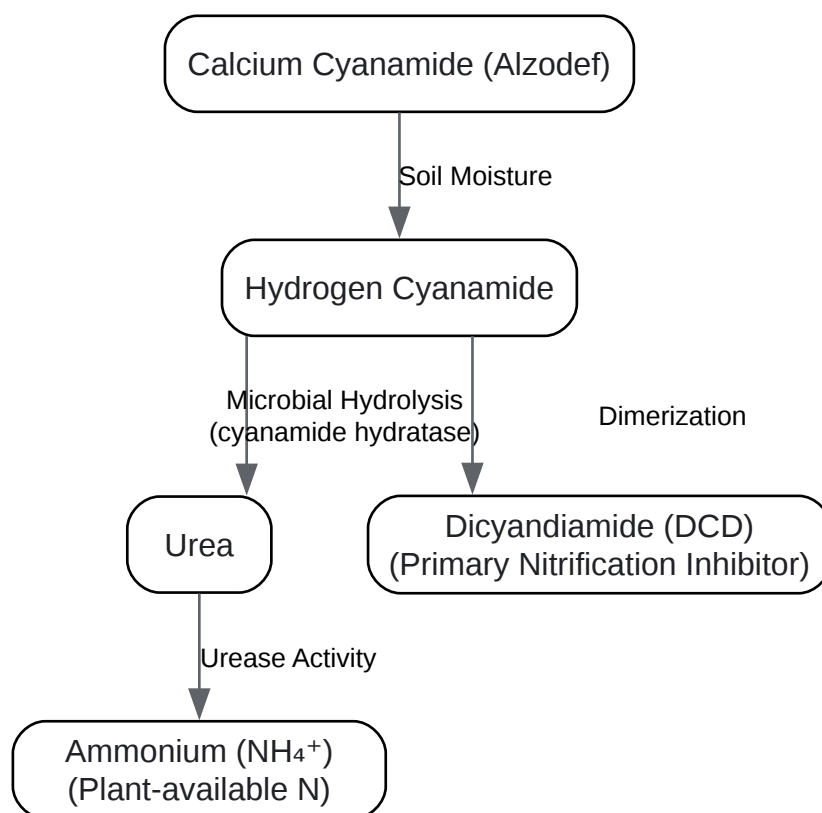 Calcium Cyanamide (Alzodef)
Soil Moisture
Hydrogen Cyanamide
Microbial Hydrolysis
(cyanamide hydratase)
Dimerization
Urea
Dicyandiamide (DCD)
(Primary Nitrification Inhibitor)
Urease Activity
Ammonium (NH₄⁺)
(Plant-available N)